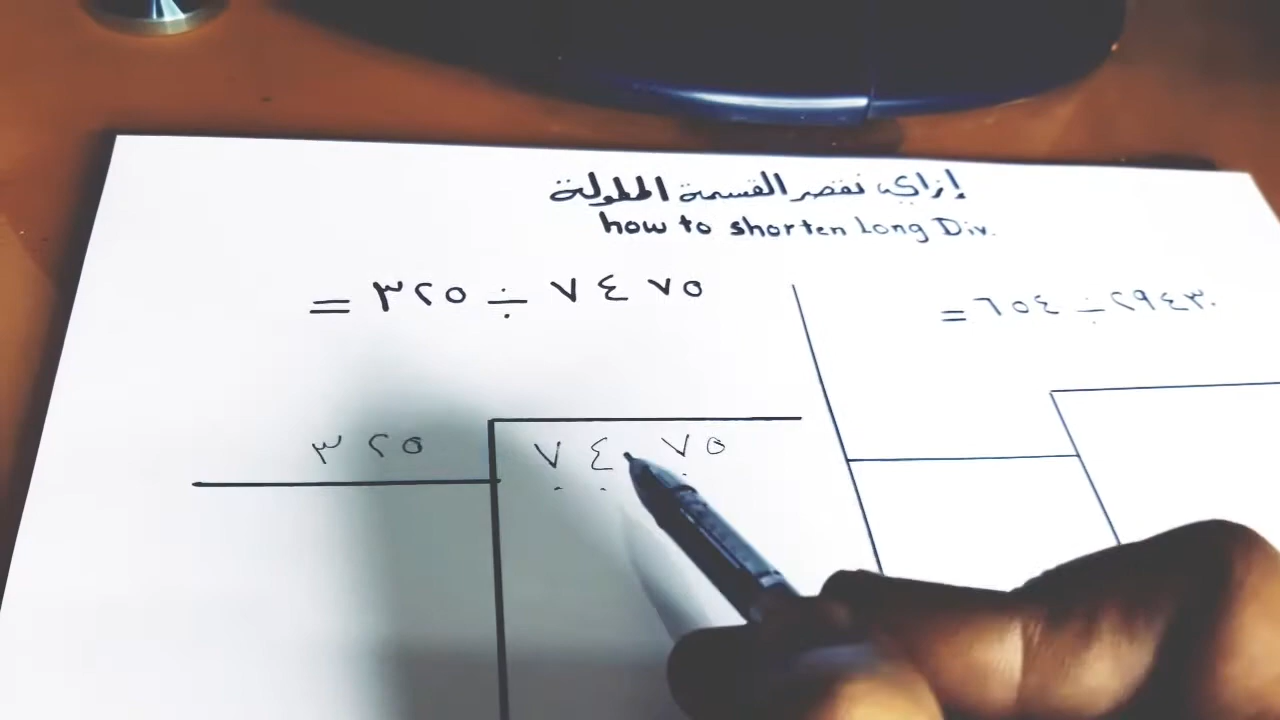 إزاي نقصر القسمة المطولة
how to shorten Long Div.
٧٤٧٥ ÷ ٣٢٥ =
٢٩٤٣٠ ÷ ٦٥٤ =
٣٢٥
٧٤٧٥